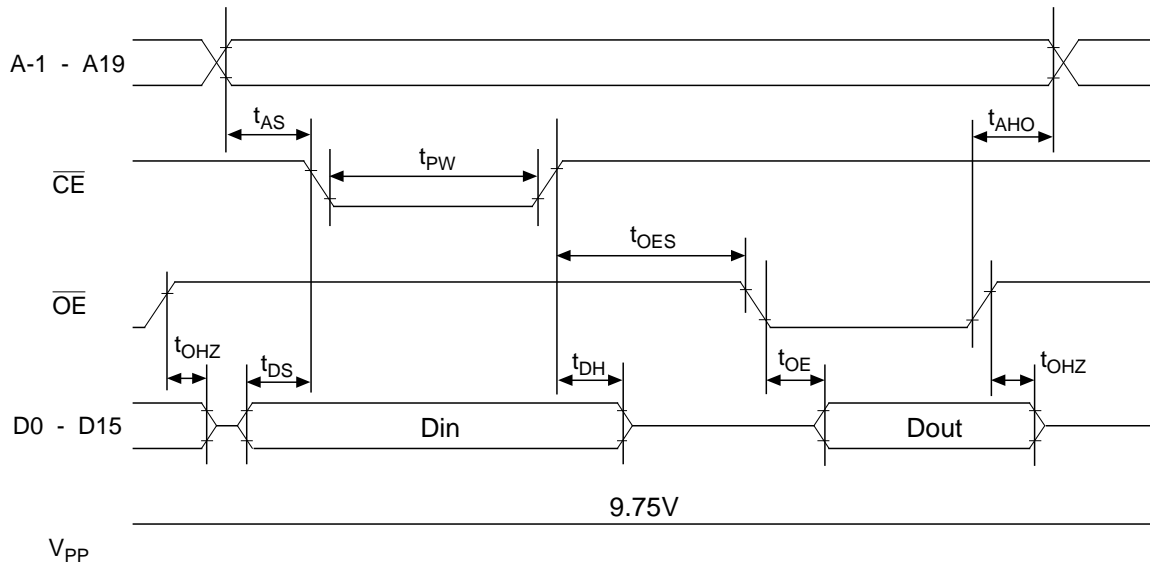 A-1 - A19
tAS
tAHO
tPW
CE
tOES
OE
tOHZ
tDS
tDH
tOE
tOHZ
D0 - D15
Din
Dout
9.75V
VPP